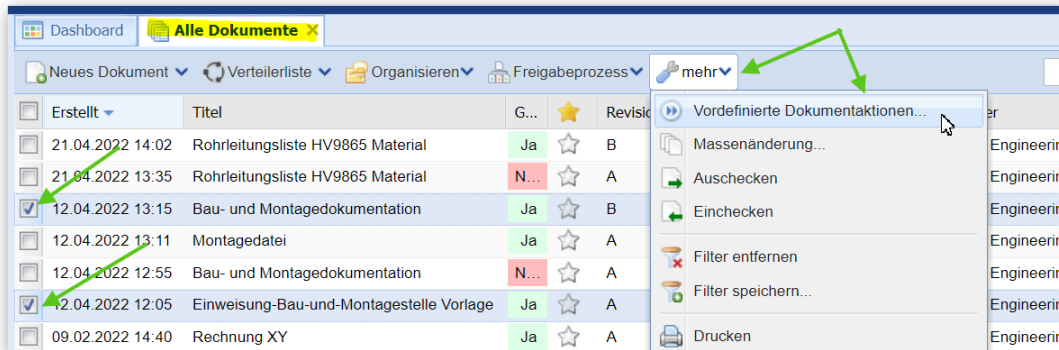 Dashboard Alle Dokumente
Neues Dokument Verteilerliste Organisieren Freigabeprozess mehr
Erstellt Titel G... Revisio er
21.04.2022 14:02 Rohrleitungsliste HV9865 Material Ja B Engineerin
21.04.2022 13:35 Rohrleitungsliste HV9865 Material N... A Engineerin
12.04.2022 13:15 Bau- und Montagedokumentation Ja B Engineerin
12.04.2022 13:11 Montagedatei Ja A Engineerin
12.04.2022 12:55 Bau- und Montagedokumentation N... A Engineerin
12.04.2022 12:05 Einweisung-Bau-und-Montagestelle Vorlage Ja A Engineerin
09.02.2022 14:40 Rechnung XY Ja A Engineerin
Vordefinierte Dokumentaktionen...
Massenänderung...
Auschecken
Einchecken
Filter entfernen
Filter speichern...
Drucken